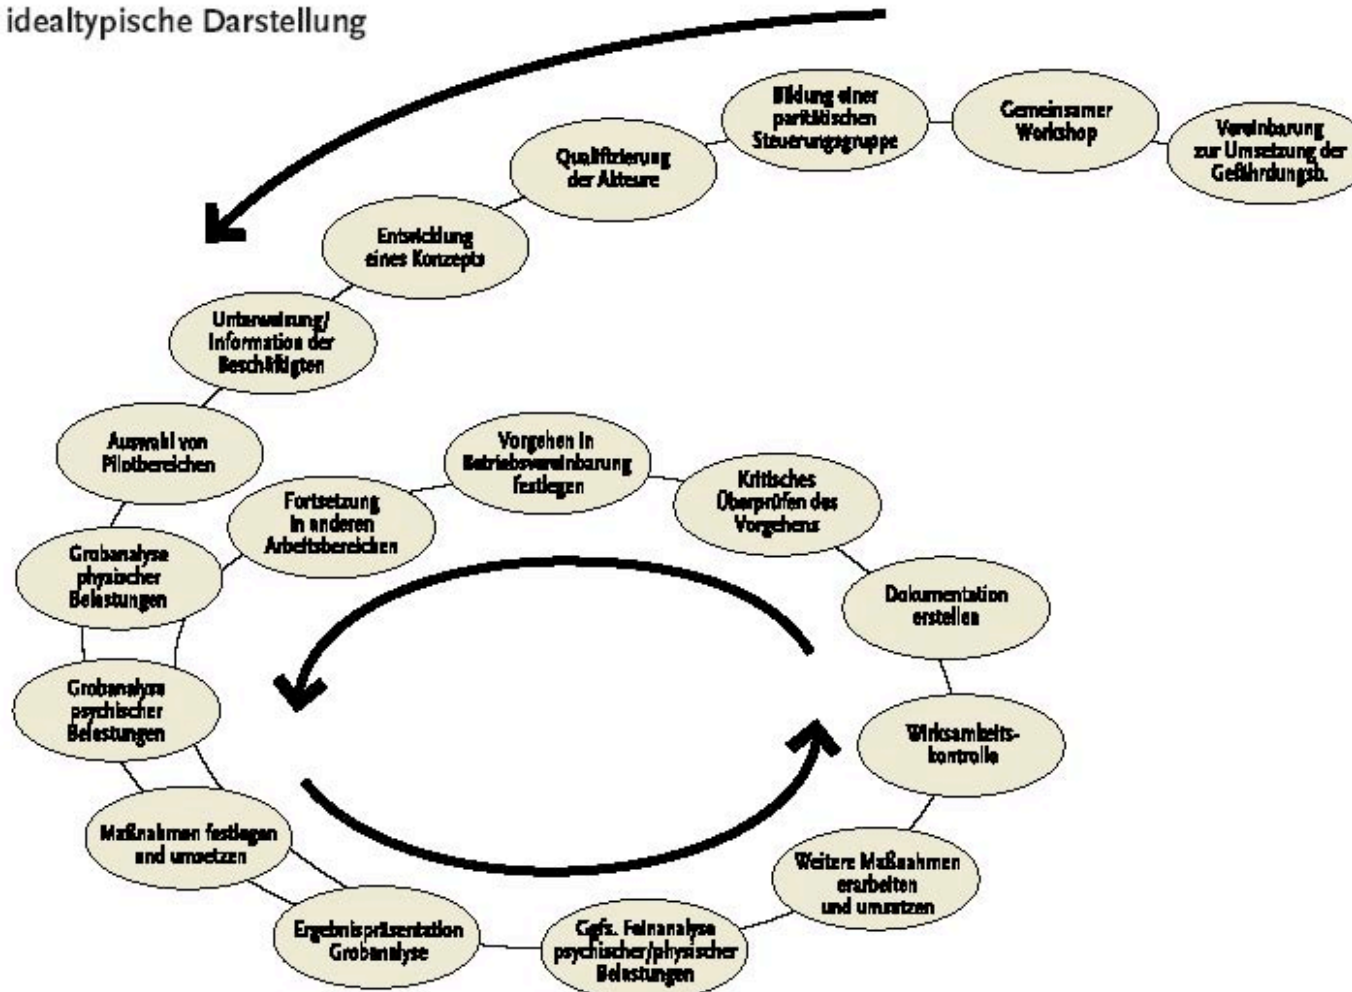 idealtypische Darstellung
Vereinbarung
zur Umsetzung der
Gefährdungsb.
Gemeinsamer
Workshop
Bildung einer
paritätischen
Steuerungsgruppe
Qualifizierung
der Akteure
Entwicklung
eines Konzepts
Unterweisung/
Information der
Beschäftigten
Auswahl von
Pilotbereichen
Grobanalyse
physischer
Belastungen
Grobanalyse
psychischer
Belastungen
Maßnahmen festlegen
und umsetzen
Ergebnispräsentation
Grobanalyse
Ggfs. Feinanalyse
psychischer/physischer
Belastungen
Weitere Maßnahmen
erarbeiten
und umsetzen
Wirksamkeits-
kontrolle
Dokumentation
erstellen
Kritisches
Überprüfen des
Vorgehens
Vorgehen in
Betriebsvereinbarung
festlegen
Fortsetzung
in anderen
Arbeitsbereichen